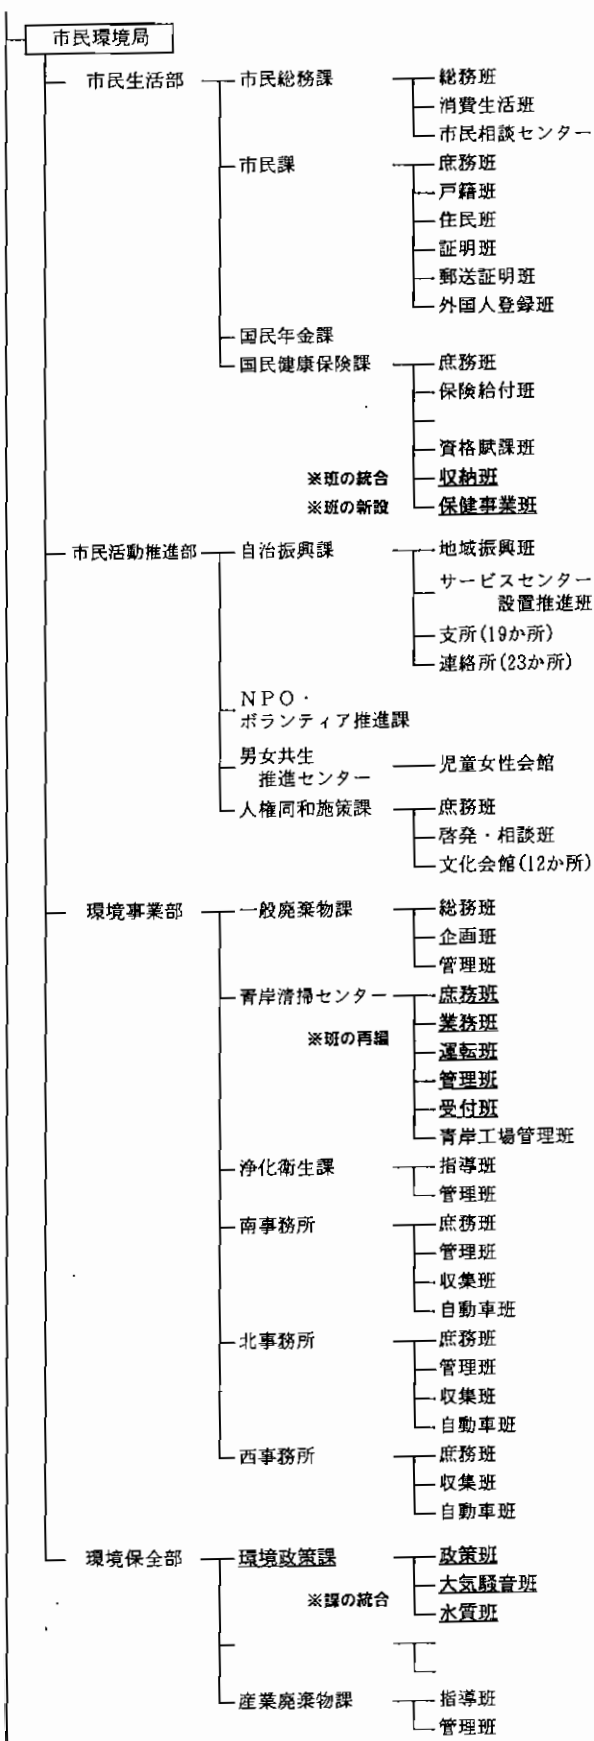 市民環境局
市民生活部 市民総務課 総務班
消費生活班
市民相談センター
市民課 庶務班
戸籍班
住民班
証明班
郵送証明班
外国人登録班
国民年金課
国民健康保険課 庶務班
保険給付班
資格賦課班
※班の統合 収納班
※班の新設 保健事業班
市民活動推進部 自治振興課 地域振興班
サービスセンター
設置推進班
支所(19か所)
連絡所(23か所)
NPO・
ボランティア推進課
男女共生
推進センター 児童女性会館
人権同和施策課 庶務班
啓発・相談班
文化会館(12か所)
環境事業部 一般廃棄物課 総務班
企画班
管理班
青岸清掃センター 庶務班
※班の再編 業務班
運転班
管理班
受付班
青岸工場管理班
浄化衛生課 指導班
管理班
南事務所 庶務班
管理班
収集班
自動車班
北事務所 庶務班
管理班
収集班
自動車班
西事務所 庶務班
収集班
自動車班
環境保全部 環境政策課 政策班
※課の統合 大気騒音班
水質班
産業廃棄物課 指導班
管理班